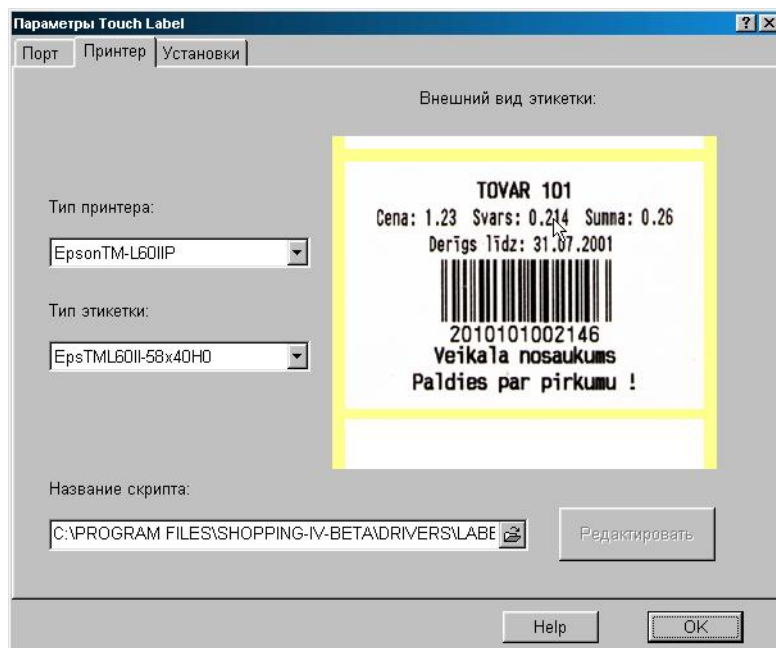 Параметры Touch Label
Порт Принтер Установки
Внешний вид этикетки:
TOVAR 101
Cena: 1.23 Svars: 0.214 Summa: 0.26
Derīgs līdz: 31.07.2001
2010101002146
Veikala nosaukums
Paldies par pirkumu !
Тип принтера:
EpsonTM-L60IIP
Тип этикетки:
EpsTML60II-58x40H0
Название скрипта:
C:\PROGRAM FILES\SHOPPING-IV-BETA\DRIVERS\LABE
Редактировать
Help OK